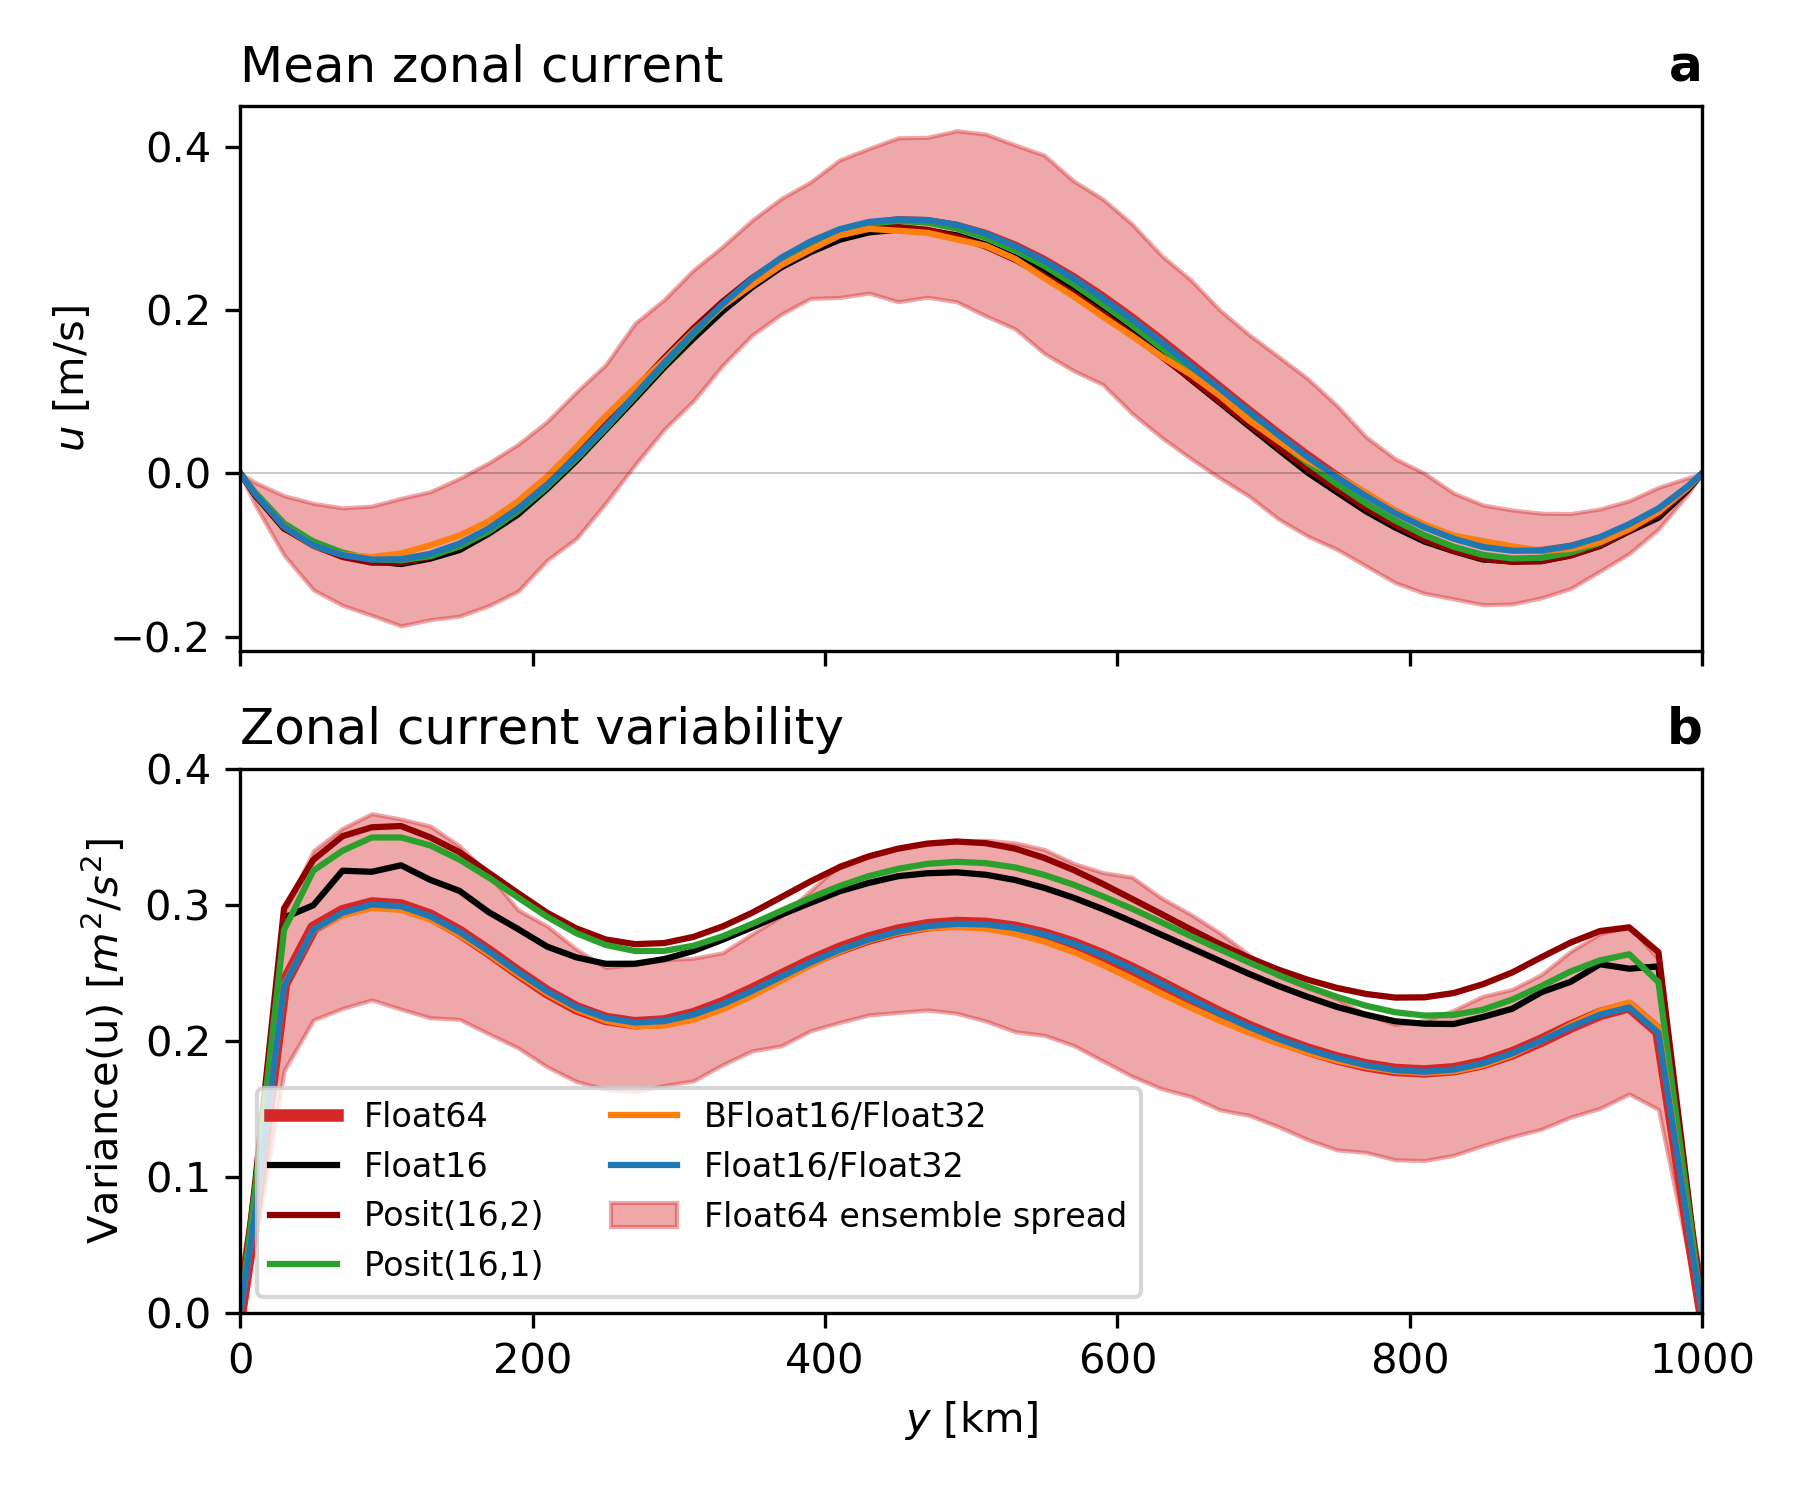 Mean zonal current a
0.4
0.2
0.0
−0.2
u [m/s]
Zonal current variability b
0.4
0.3
0.2
0.1
0.0
Variance(u) [m²/s²]
Float64
Float16
Posit(16,2)
Posit(16,1)
BFloat16/Float32
Float16/Float32
Float64 ensemble spread
0 200 400 600 800 1000
y [km]